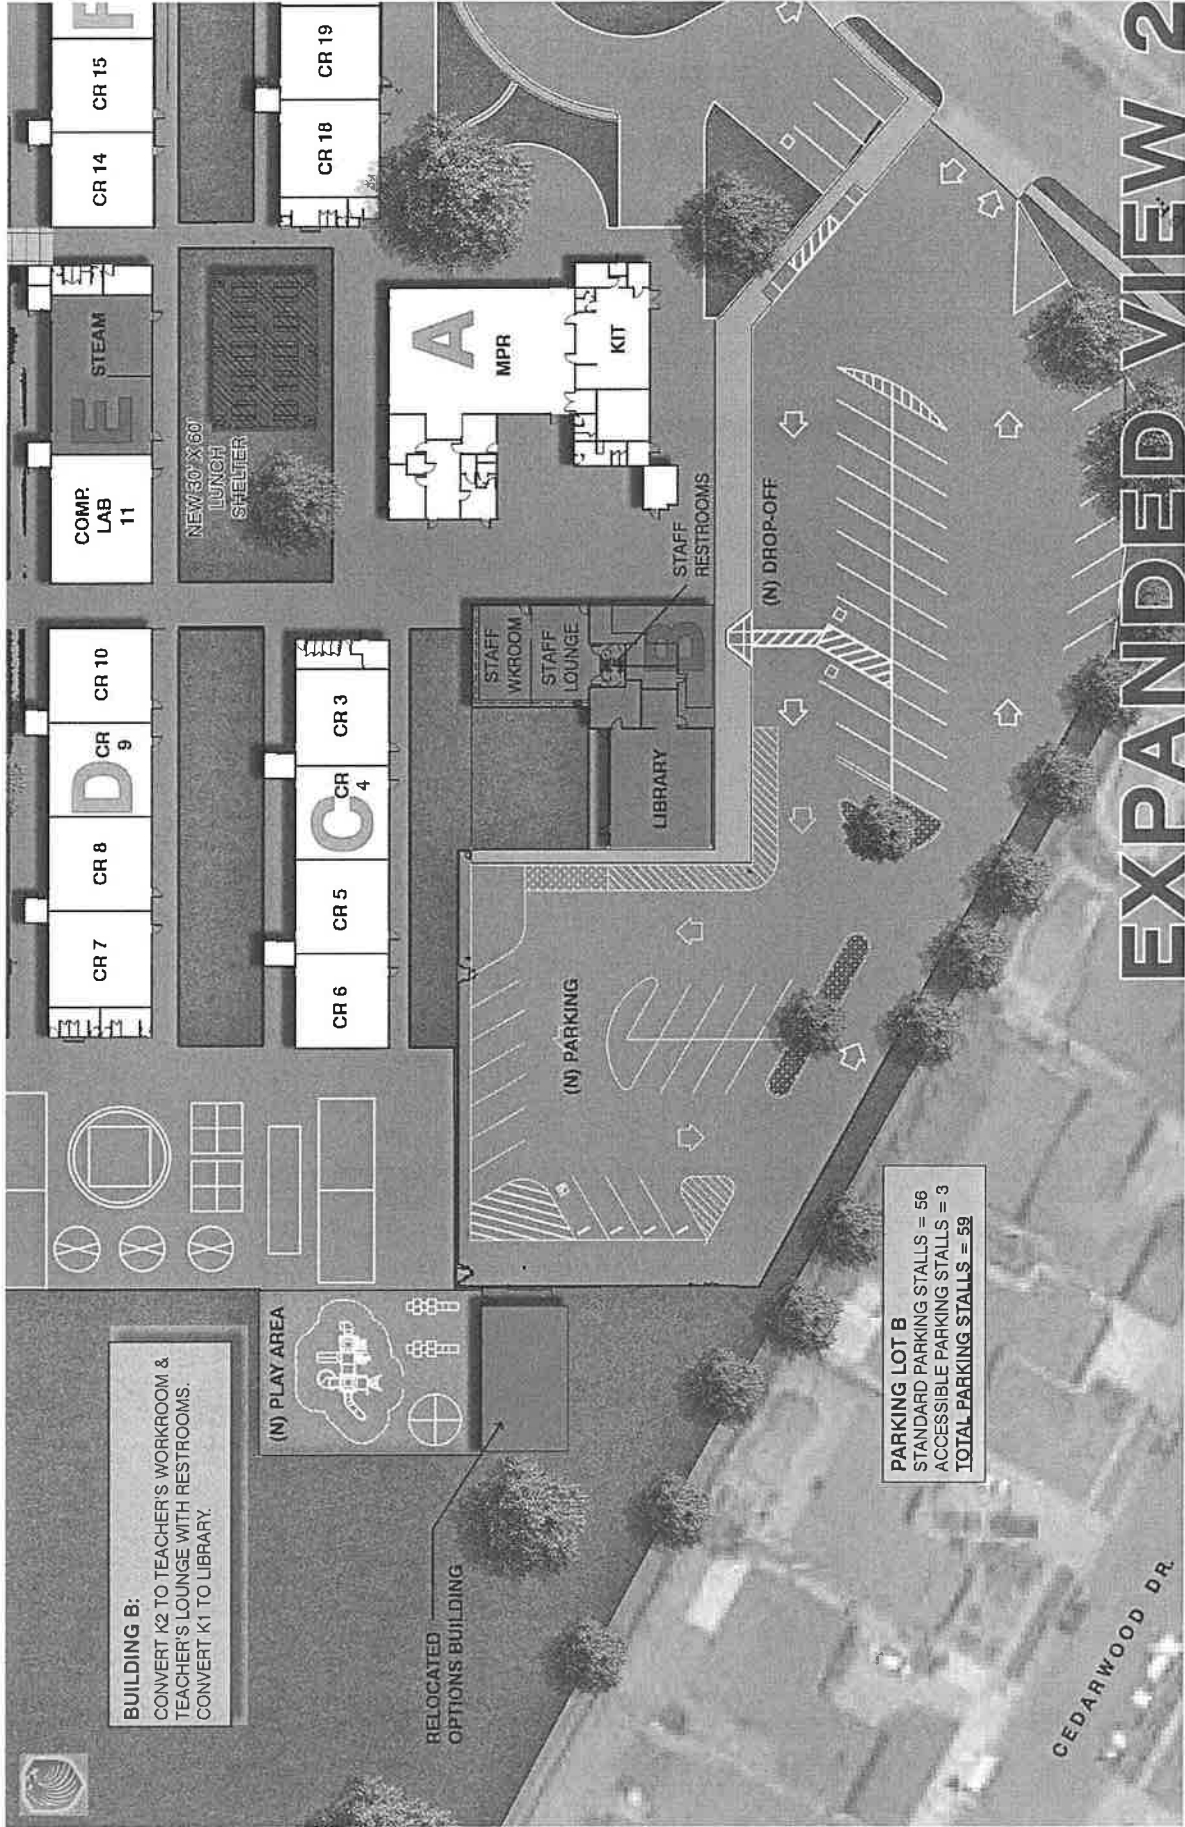 BUILDING B:
CONVERT K2 TO TEACHER'S WORKROOM &
TEACHER'S LOUNGE WITH RESTROOMS.
CONVERT K1 TO LIBRARY.
CR 7
CR 8
D
CR
9
CR 10
COMP.
LAB
11
E
STEAM
CR 14
CR 15
F
CR 6
CR 5
C
CR
4
CR 3
NEW 30' X 60'
LUNCH
SHELTER
CR 18
CR 19
(N) PLAY AREA
RELOCATED
OPTIONS BUILDING
(N) PARKING
STAFF
WKROOM
STAFF
LOUNGE
B
LIBRARY
STAFF
RESTROOMS
A
MPR
KIT
(N) DROP-OFF
PARKING LOT B
STANDARD PARKING STALLS = 56
ACCESSIBLE PARKING STALLS = 3
TOTAL PARKING STALLS = 59
CEDARWOOD DR.
EXPANDED VIEW 2